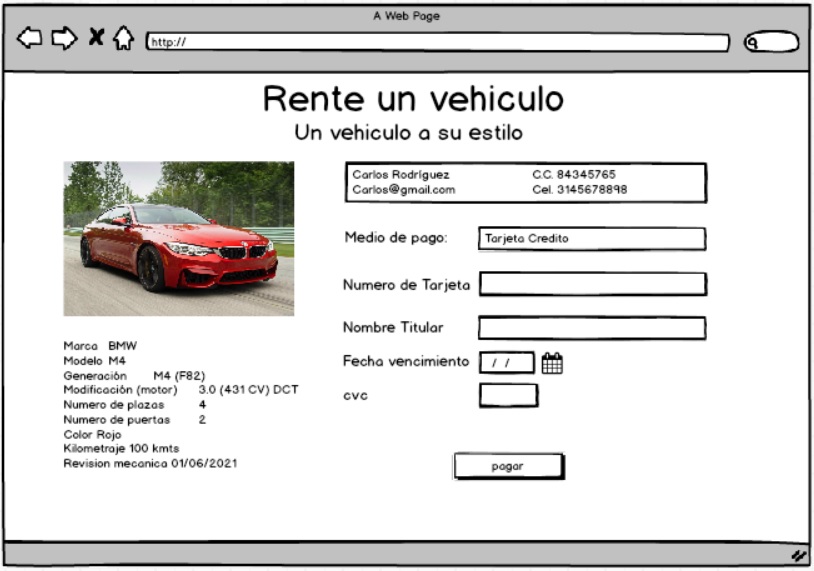 A Web Page
http://
Rente un vehiculo
Un vehiculo a su estilo
Carlos Rodríguez C.C. 84345765
Carlos@gmail.com Cel. 3145678898
Medio de pago: Tarjeta Credito
Numero de Tarjeta
Nombre Titular
Fecha vencimiento / /
cvc
pagar
Marca BMW
Modelo M4
Generación M4 (F82)
Modificación (motor) 3.0 (431 CV) DCT
Numero de plazas 4
Numero de puertas 2
Color Rojo
Kilometraje 100 kmts
Revision mecanica 01/06/2021